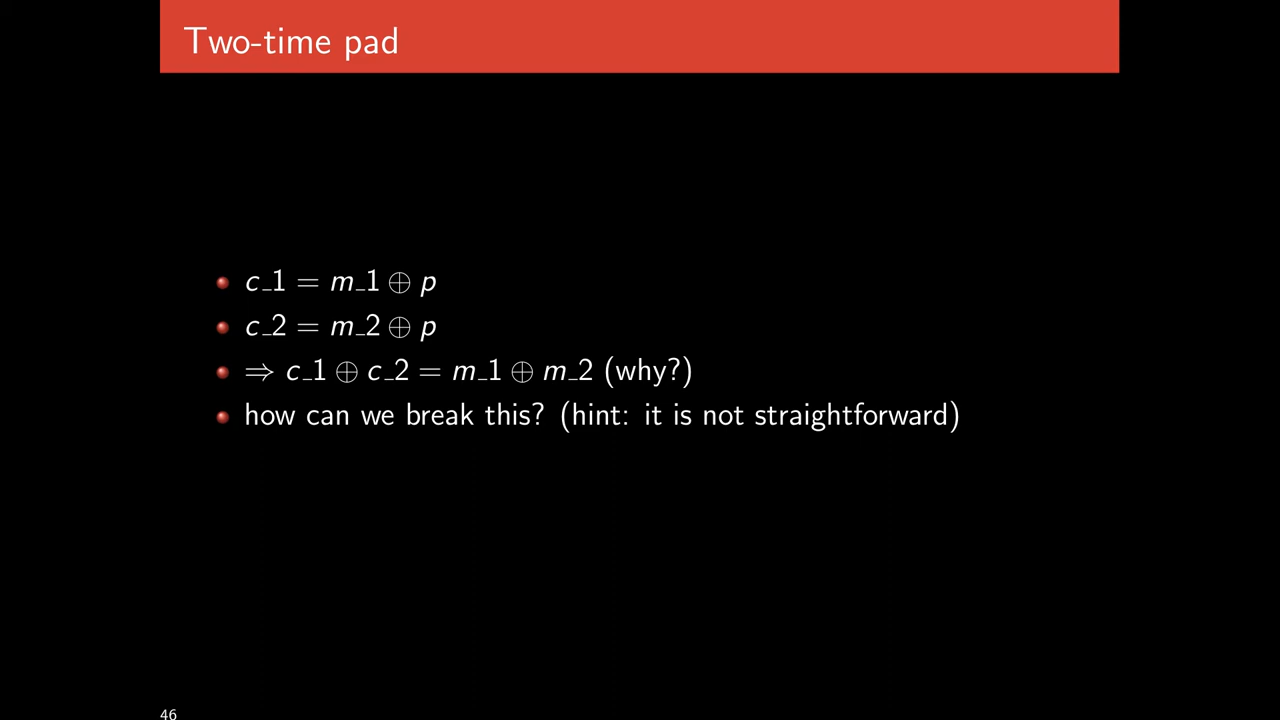 Two-time pad
c_1 = m_1 ⊕ p
c_2 = m_2 ⊕ p
⇒ c_1 ⊕ c_2 = m_1 ⊕ m_2 (why?)
how can we break this? (hint: it is not straightforward)
46